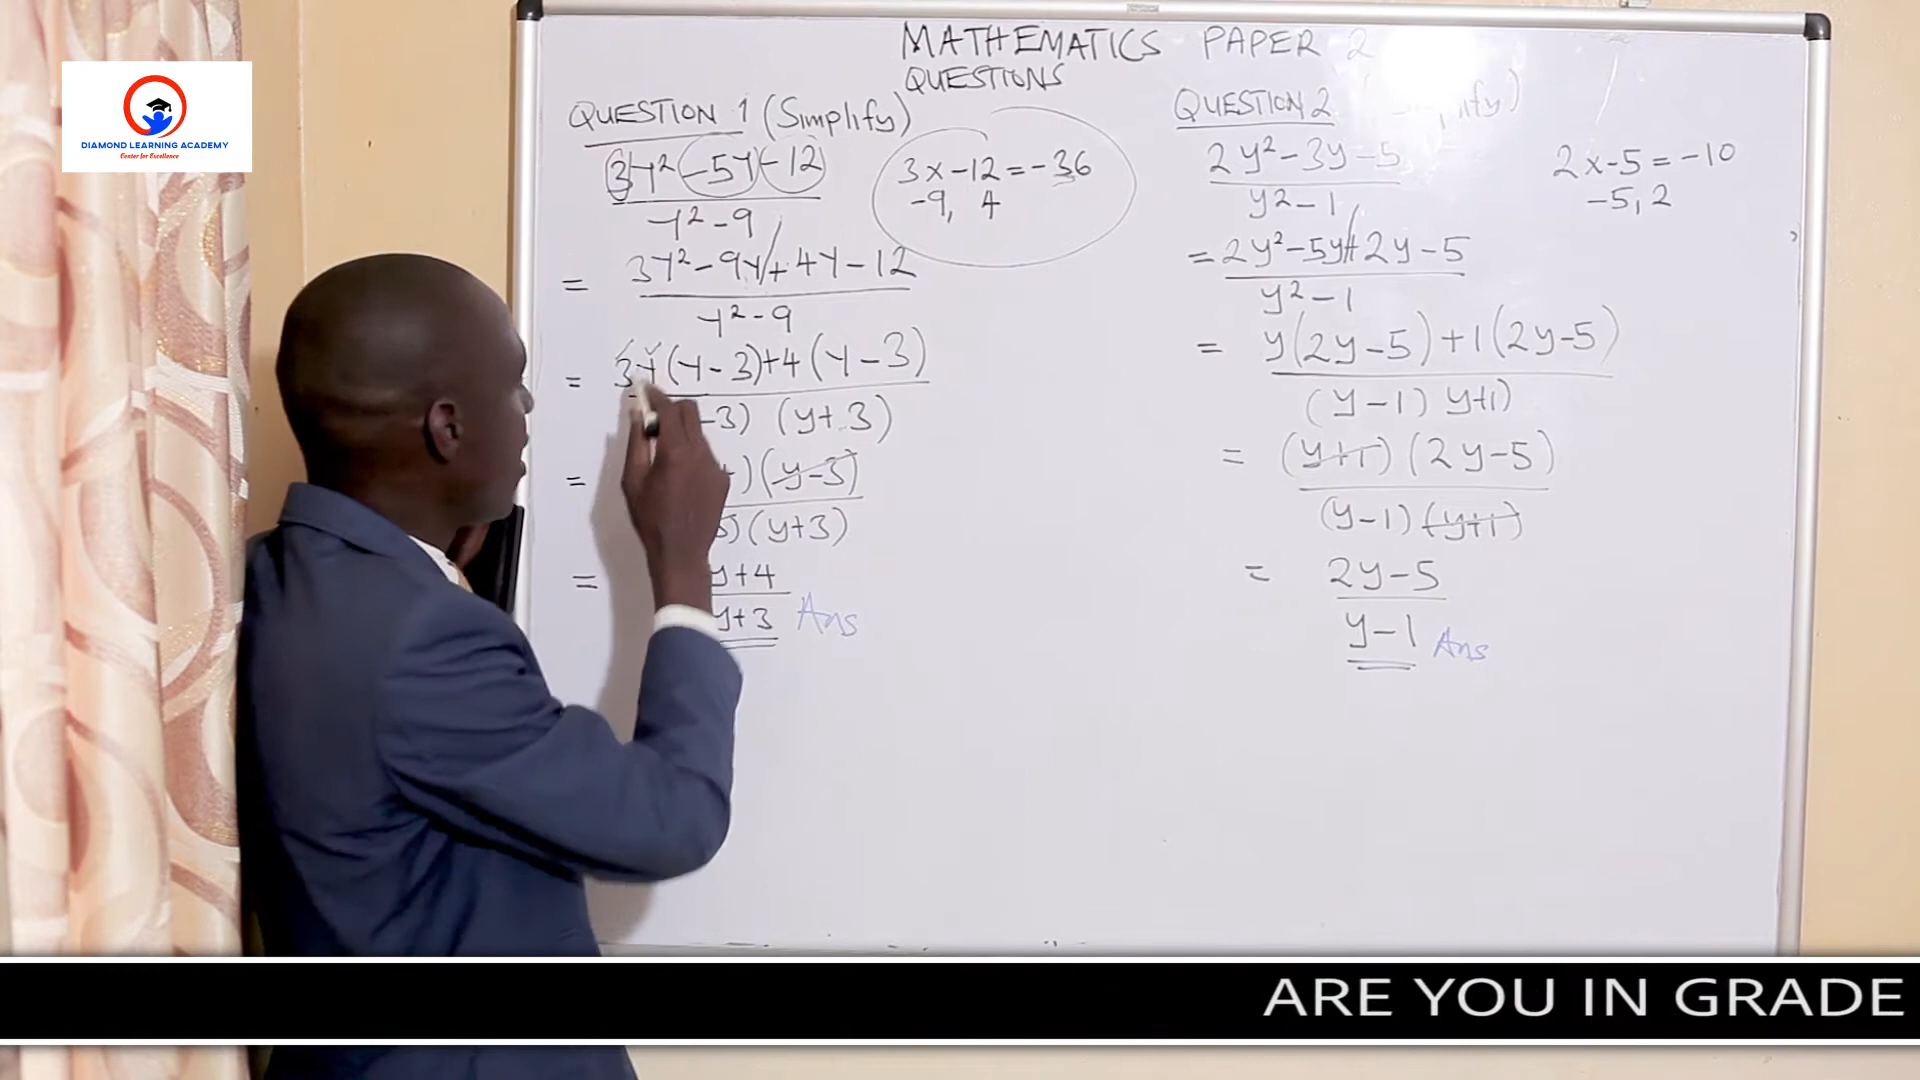 DIAMOND LEARNING ACADEMY
Center for Excellence
MATHEMATICS PAPER 2
QUESTIONS
QUESTION 1 (Simplify)
3y² - 5y - 12
y² - 9
3 x -12 = -36
-9, 4
= 3y² - 9y + 4y - 12
y² - 9
= 3y(y - 3) + 4(y - 3)
-3) (y + 3)
= )(y - 3)
)(y+3)
= y+4
y+3 Ans
QUESTION 2
2y² - 3y - 5
y² - 1
2 x -5 = -10
-5, 2
= 2y² - 5y + 2y - 5
y² - 1
= y(2y - 5) + 1(2y - 5)
(y - 1) y+1)
= (y+1)(2y - 5)
(y - 1)(y+1)
= 2y - 5
y - 1 Ans
ARE YOU IN GRADE